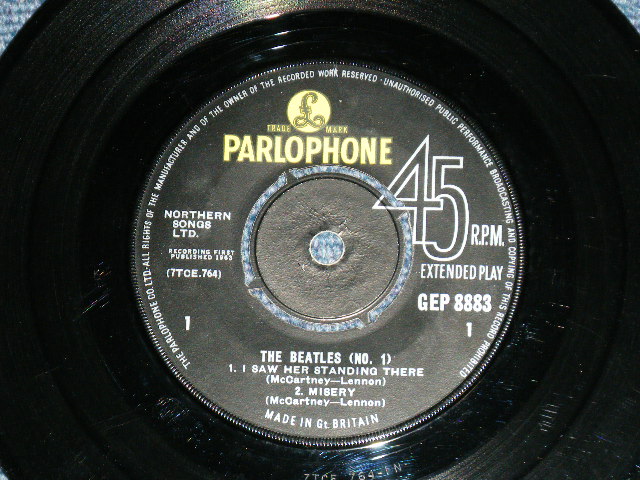 THE PARLOPHONE CO. LTD.-ALL RIGHTS OF THE MANUFACTURER AND OF THE OWNER OF THE RECORDED WORK RESERVED · UNAUTHORISED PUBLIC PERFORMANCE, BROADCASTING AND COPYING OF THIS RECORD PROHIBITED
£
TRADE MARK
PARLOPHONE
45
R.P.M.
EXTENDED PLAY
GEP 8883
1
NORTHERN
SONGS
LTD.
RECORDING FIRST
PUBLISHED 1963
(7TCE.764)
1
THE BEATLES (NO. 1)
1. I SAW HER STANDING THERE
(McCartney—Lennon)
2. MISERY
(McCartney—Lennon)
MADE IN Gt. BRITAIN